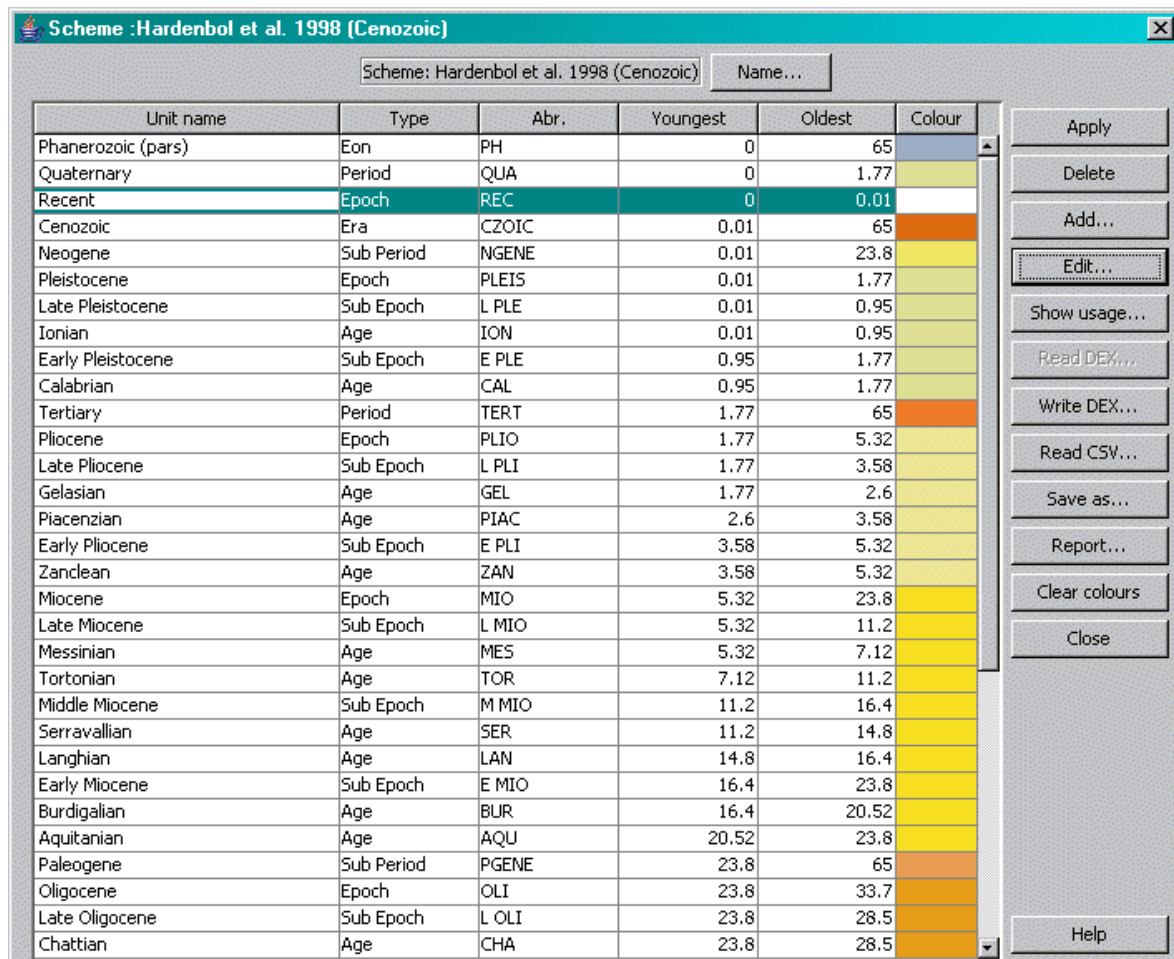 Scheme :Hardenbol et al. 1998 (Cenozoic)
Scheme: Hardenbol et al. 1998 (Cenozoic) Name...
Unit name Type Abr. Youngest Oldest Colour
Phanerozoic (pars) Eon PH 0 65
Quaternary Period QUA 0 1.77
Recent Epoch REC 0 0.01
Cenozoic Era CZOIC 0.01 65
Neogene Sub Period NGENE 0.01 23.8
Pleistocene Epoch PLEIS 0.01 1.77
Late Pleistocene Sub Epoch L PLE 0.01 0.95
Ionian Age ION 0.01 0.95
Early Pleistocene Sub Epoch E PLE 0.95 1.77
Calabrian Age CAL 0.95 1.77
Tertiary Period TERT 1.77 65
Pliocene Epoch PLIO 1.77 5.32
Late Pliocene Sub Epoch L PLI 1.77 3.58
Gelasian Age GEL 1.77 2.6
Piacenzian Age PIAC 2.6 3.58
Early Pliocene Sub Epoch E PLI 3.58 5.32
Zanclean Age ZAN 3.58 5.32
Miocene Epoch MIO 5.32 23.8
Late Miocene Sub Epoch L MIO 5.32 11.2
Messinian Age MES 5.32 7.12
Tortonian Age TOR 7.12 11.2
Middle Miocene Sub Epoch M MIO 11.2 16.4
Serravallian Age SER 11.2 14.8
Langhian Age LAN 14.8 16.4
Early Miocene Sub Epoch E MIO 16.4 23.8
Burdigalian Age BUR 16.4 20.52
Aquitanian Age AQU 20.52 23.8
Paleogene Sub Period PGENE 23.8 65
Oligocene Epoch OLI 23.8 33.7
Late Oligocene Sub Epoch L OLI 23.8 28.5
Chattian Age CHA 23.8 28.5
Apply
Delete
Add...
Edit...
Show usage...
Read DEX...
Write DEX...
Read CSV...
Save as...
Report...
Clear colours
Close
Help